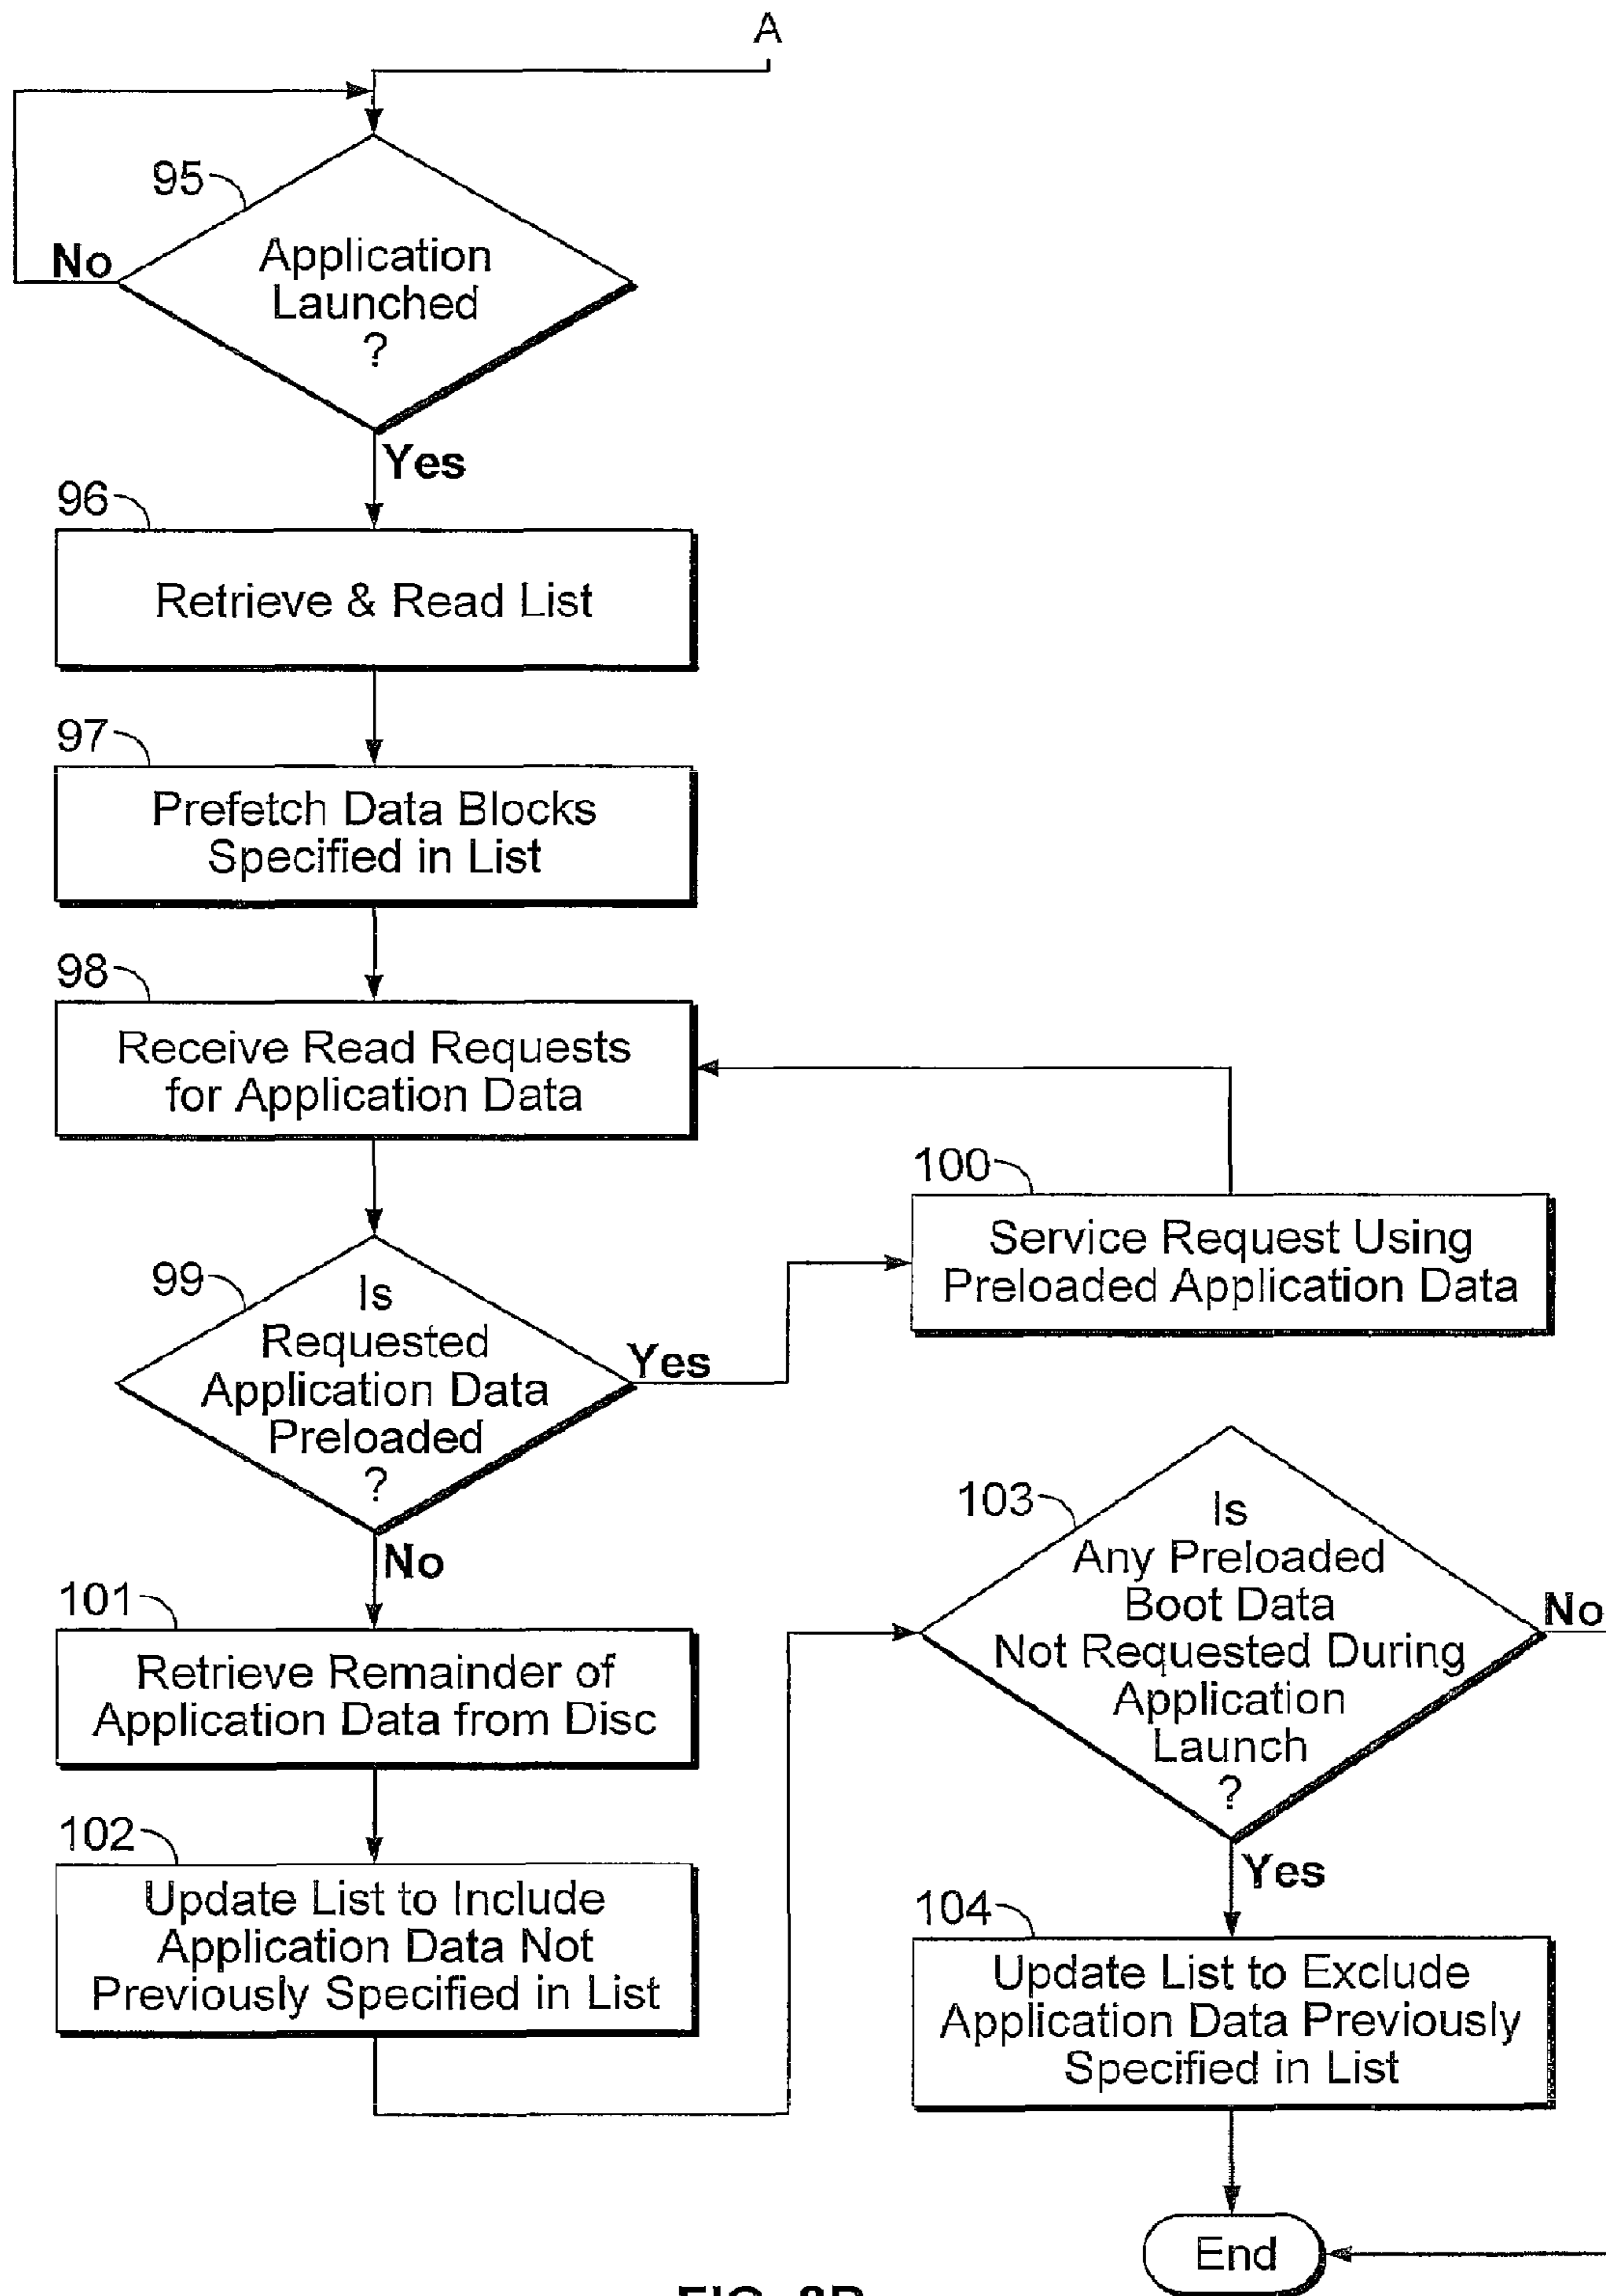 A
95
No
Application
Launched
?
Yes
96
Retrieve & Read List
97
Prefetch Data Blocks
Specified in List
98
Receive Read Requests
for Application Data
99
Is
Requested
Application Data
Preloaded
?
Yes
100
Service Request Using
Preloaded Application Data
No
101
Retrieve Remainder of
Application Data from Disc
102
Update List to Include
Application Data Not
Previously Specified in List
103
Is
Any Preloaded
Boot Data
Not Requested During
Application
Launch
?
No
Yes
104
Update List to Exclude
Application Data Previously
Specified in List
End